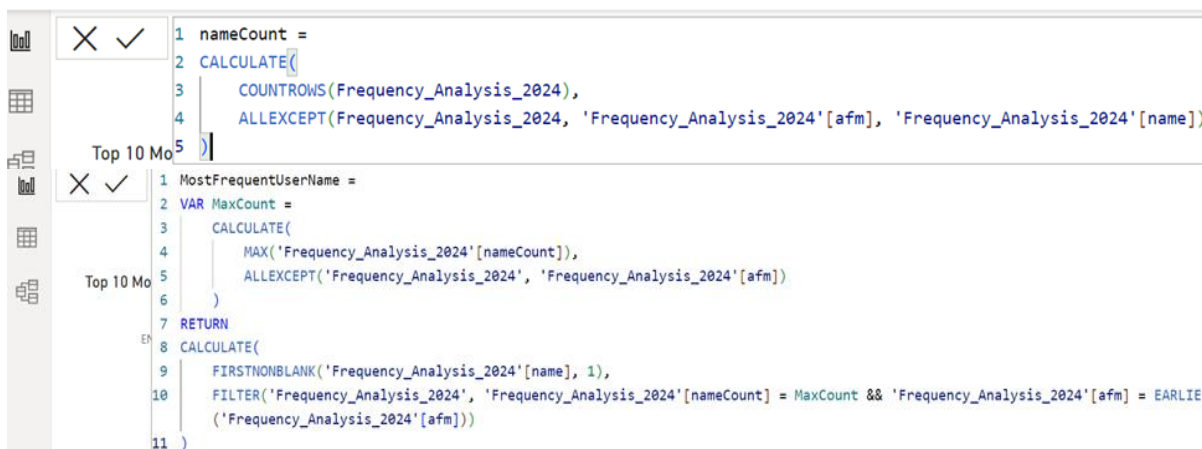 1 nameCount =
2 CALCULATE(
3 COUNTROWS(Frequency_Analysis_2024),
4 ALLEXCEPT(Frequency_Analysis_2024, 'Frequency_Analysis_2024'[afm], 'Frequency_Analysis_2024'[name])
5 )
Top 10 Mo
1 MostFrequentUserName =
2 VAR MaxCount =
3 CALCULATE(
4 MAX('Frequency_Analysis_2024'[nameCount]),
5 ALLEXCEPT('Frequency_Analysis_2024', 'Frequency_Analysis_2024'[afm])
Top 10 Mo
6 )
7 RETURN
EN
8 CALCULATE(
9 FIRSTNONBLANK('Frequency_Analysis_2024'[name], 1),
10 FILTER('Frequency_Analysis_2024', 'Frequency_Analysis_2024'[nameCount] = MaxCount && 'Frequency_Analysis_2024'[afm] = EARLIE
('Frequency_Analysis_2024'[afm]))
11 )